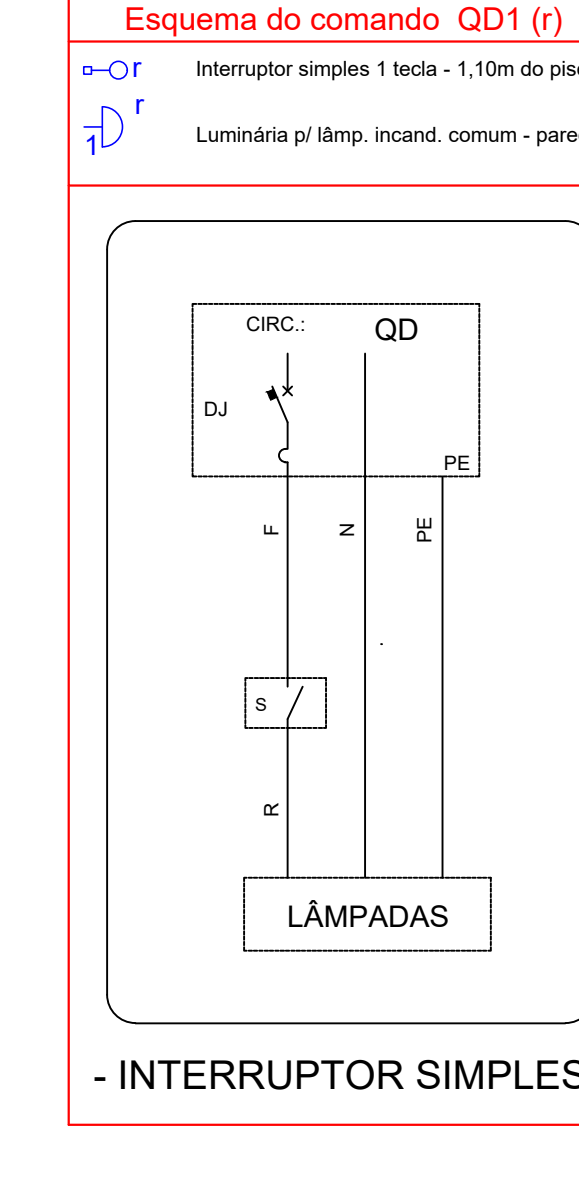 Esquema do comando QD1 (r)
r
Interruptor simples 1 tecla - 1,10m do pis
r
1
Luminária p/ lâmp. incand. comum - pare
CIRC.:
QD
DJ
PE
F
N
PE
S
R
LÂMPADAS
- INTERRUPTOR SIMPLES